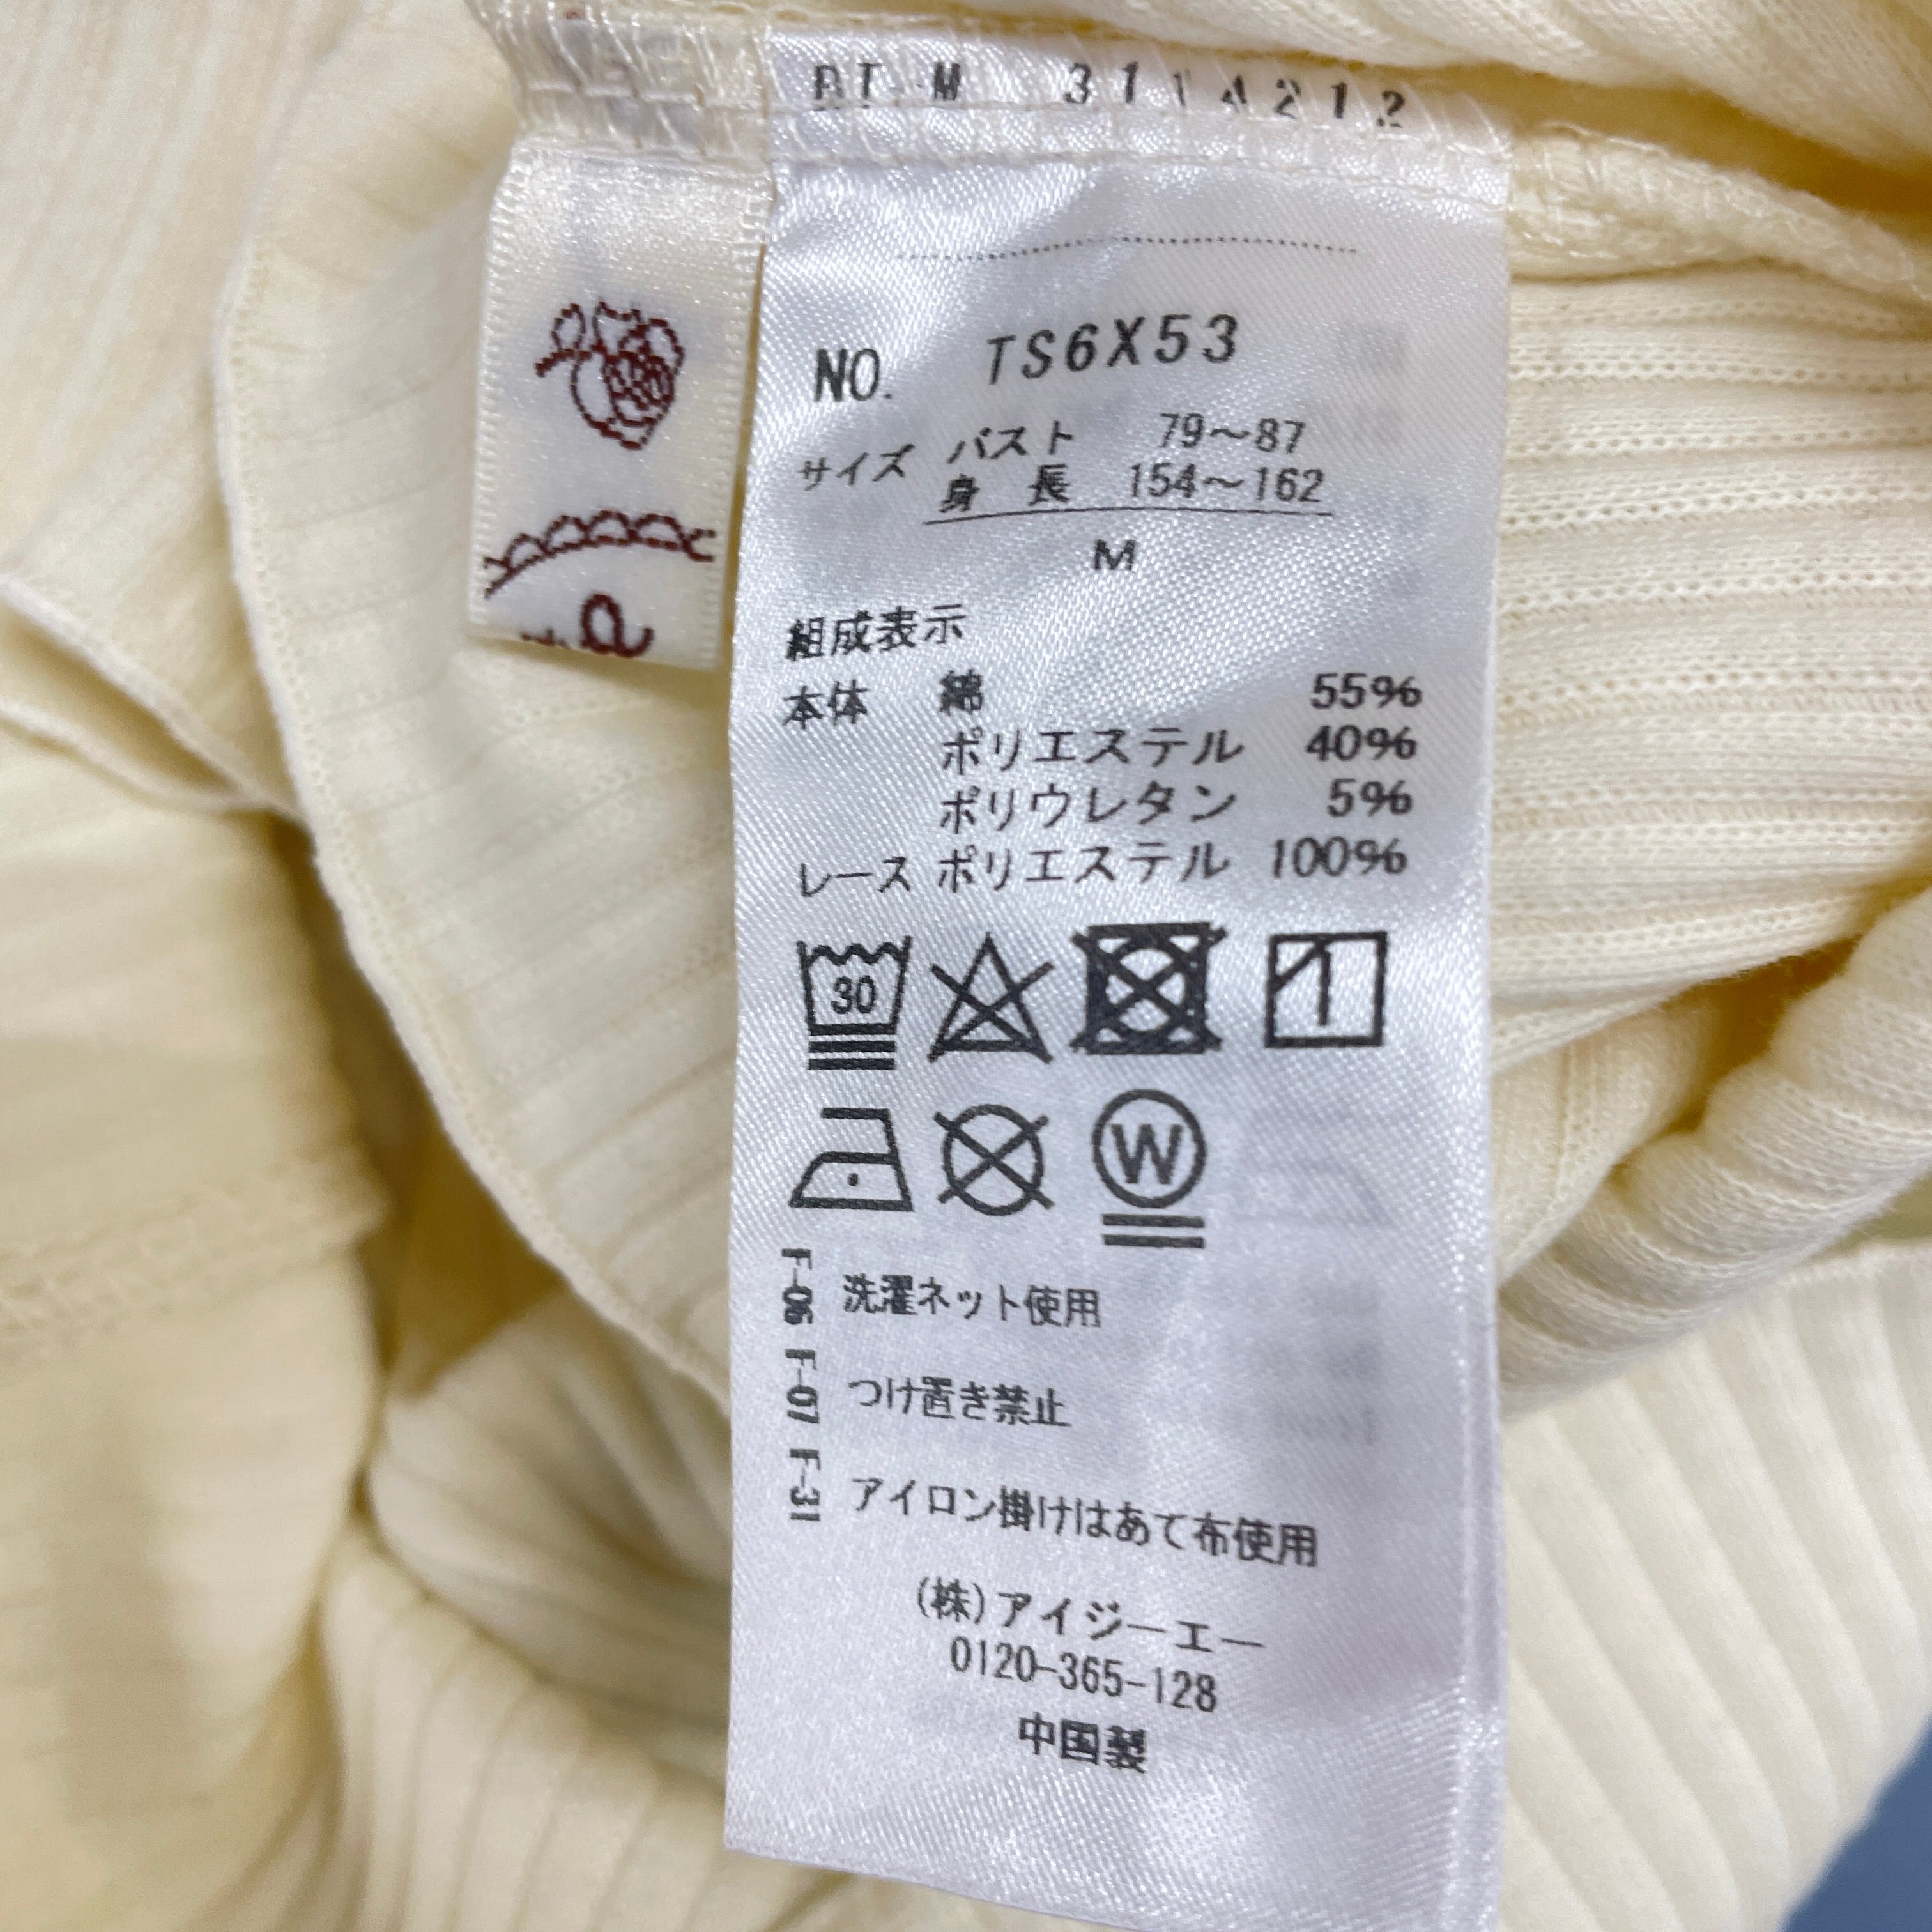 M 3114212
NO. TS6X53
サイズ バスト 79～87
身長 154～162
M
組成表示
本体 綿 55%
ポリエステル 40%
ポリウレタン 5%
レース ポリエステル 100%
30
W
F-06 洗濯ネット使用
F-07 つけ置き禁止
F-31 アイロン掛けはあて布使用
(株)アイジーエー
0120-365-128
中国製